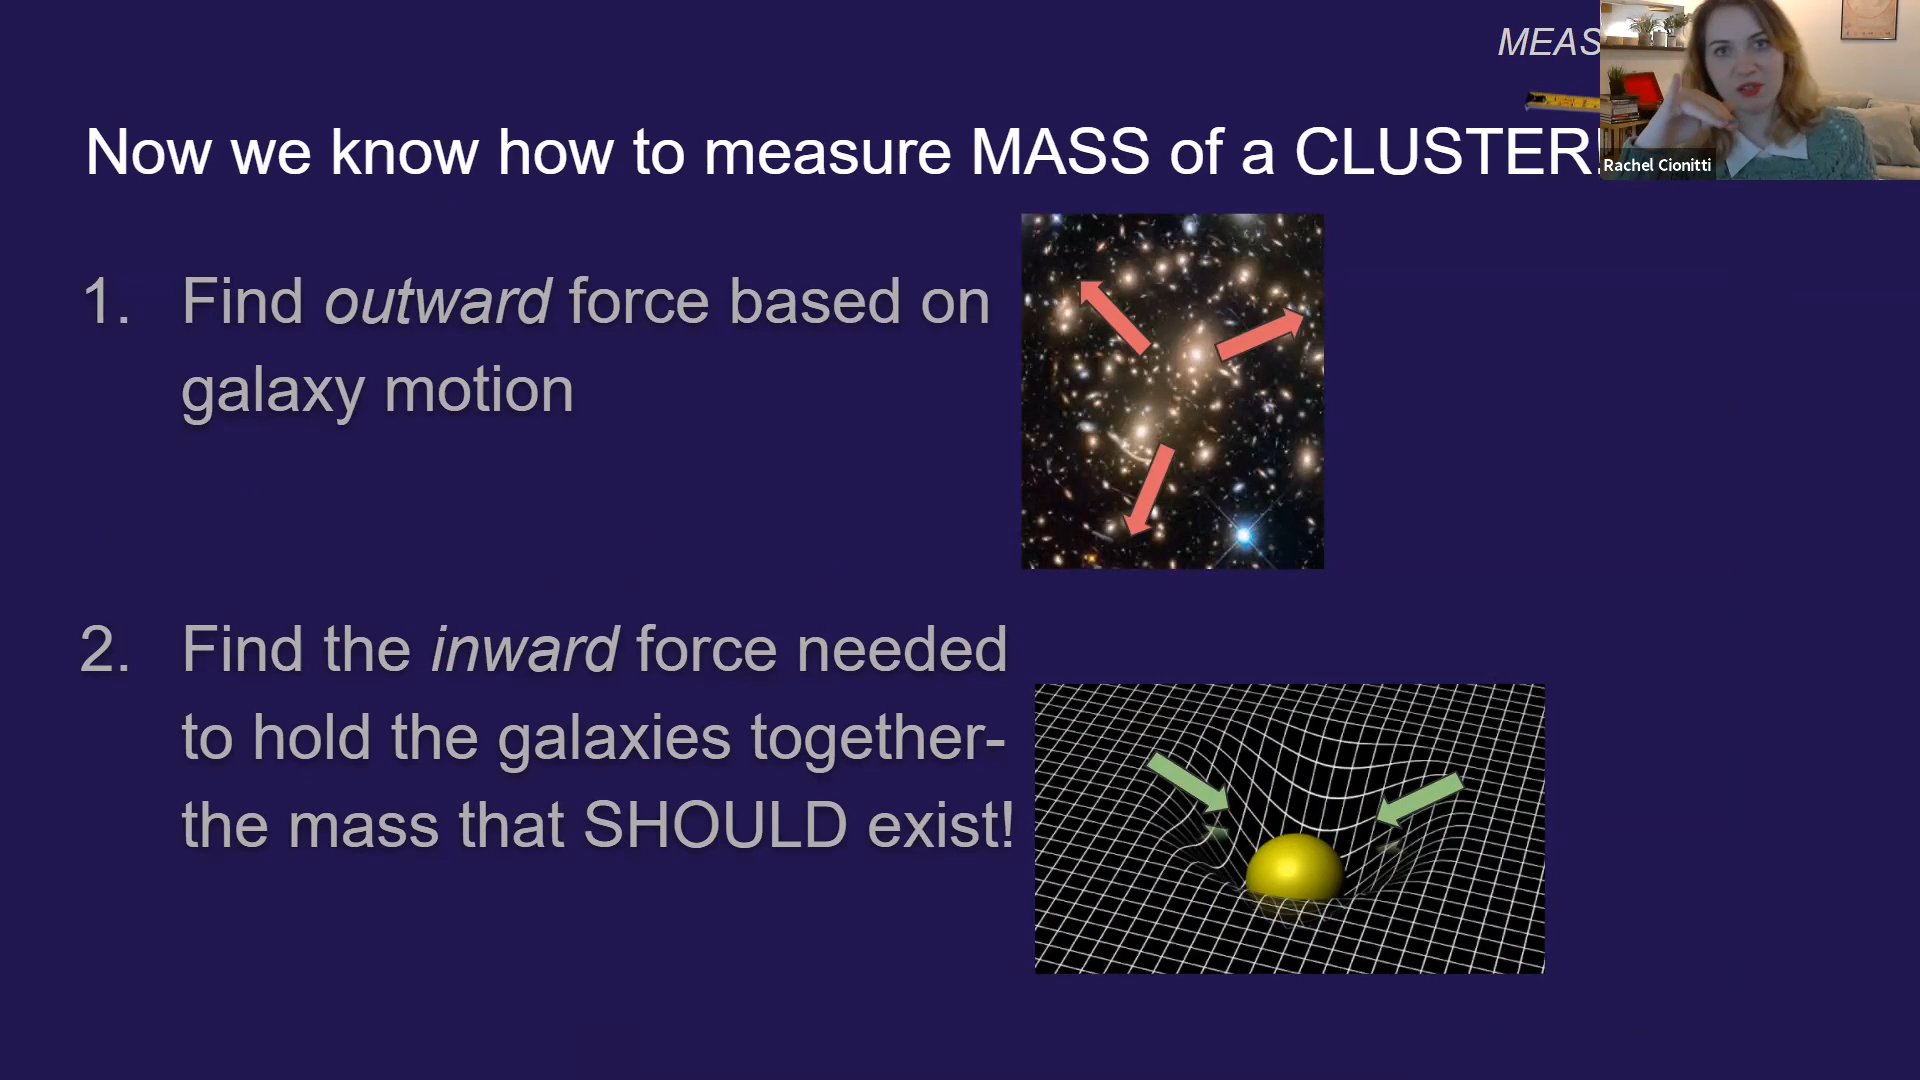 MEAS
Now we know how to measure MASS of a CLUSTER!
Rachel Cionitti
1. Find outward force based on
galaxy motion
2. Find the inward force needed
to hold the galaxies together-
the mass that SHOULD exist!